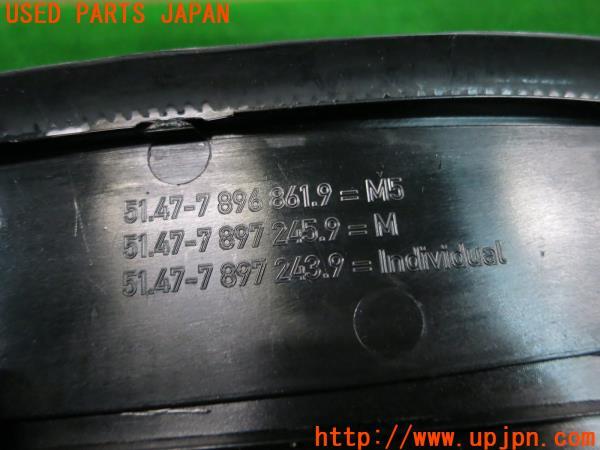 USED PARTS JAPAN
51.47-7 896 861.9 = M5
51.47-7 897 245.9 = M
51.47-7 897 243.9 = Individual
http://www.upjpn.com